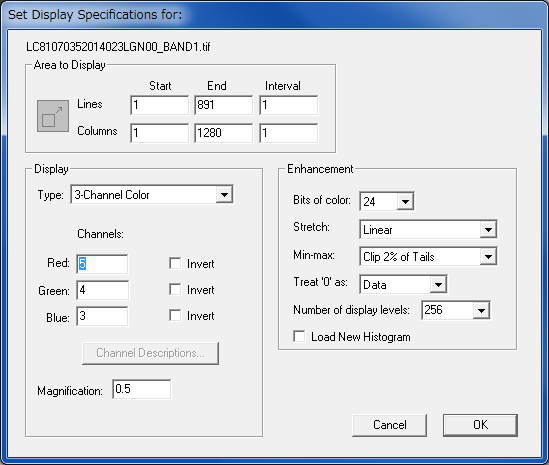 Set Display Specifications for:
LC81070352014023LGN00_BAND1.tif
Area to Display
Start End Interval
Lines 1 891 1
Columns 1 1280 1
Display
Type: 3-Channel Color
Channels:
Red: 5 Invert
Green: 4 Invert
Blue: 3 Invert
Channel Descriptions...
Magnification: 0.5
Enhancement
Bits of color: 24
Stretch: Linear
Min-max: Clip 2% of Tails
Treat '0' as: Data
Number of display levels: 256
Load New Histogram
Cancel OK